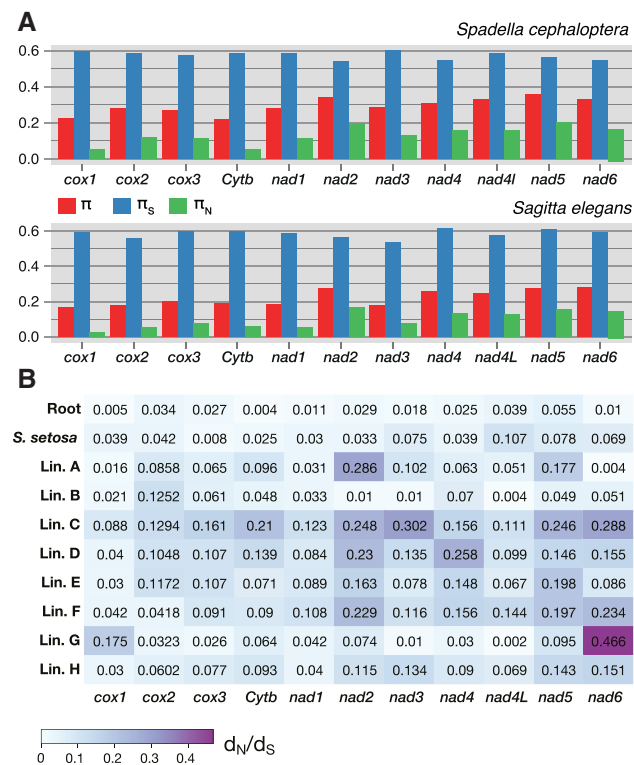 A
Spadella cephaloptera
0.6
0.4
0.2
0.0
cox1 cox2 cox3 Cytb nad1 nad2 nad3 nad4 nad4l nad5 nad6
π πS πN
Sagitta elegans
0.6
0.4
0.2
0.0
cox1 cox2 cox3 Cytb nad1 nad2 nad3 nad4 nad4L nad5 nad6
B
Root 0.005 0.034 0.027 0.004 0.011 0.029 0.018 0.025 0.039 0.055 0.01
S. setosa 0.039 0.042 0.008 0.025 0.03 0.033 0.075 0.039 0.107 0.078 0.069
Lin. A 0.016 0.0858 0.065 0.096 0.031 0.286 0.102 0.063 0.051 0.177 0.004
Lin. B 0.021 0.1252 0.061 0.048 0.033 0.01 0.01 0.07 0.004 0.049 0.051
Lin. C 0.088 0.1294 0.161 0.21 0.123 0.248 0.302 0.156 0.111 0.246 0.288
Lin. D 0.04 0.1048 0.107 0.139 0.084 0.23 0.135 0.258 0.099 0.146 0.155
Lin. E 0.03 0.1172 0.107 0.071 0.089 0.163 0.078 0.148 0.067 0.198 0.086
Lin. F 0.042 0.0418 0.091 0.09 0.108 0.229 0.116 0.156 0.144 0.197 0.234
Lin. G 0.175 0.0323 0.026 0.064 0.042 0.074 0.01 0.03 0.002 0.095 0.466
Lin. H 0.03 0.0602 0.077 0.093 0.04 0.115 0.134 0.09 0.069 0.143 0.151
cox1 cox2 cox3 Cytb nad1 nad2 nad3 nad4 nad4L nad5 nad6
0 0.1 0.2 0.3 0.4
dN/dS